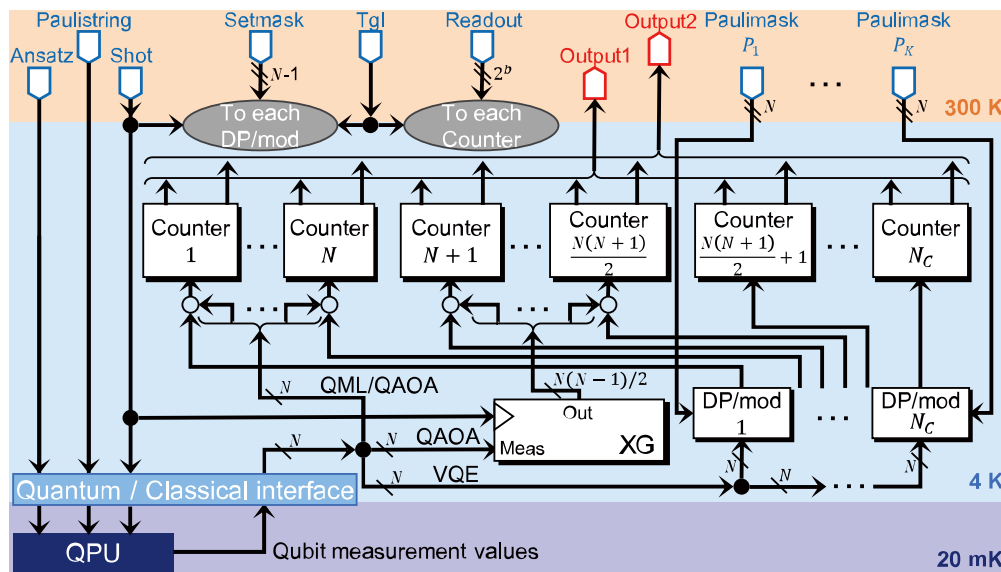 Paulistring
Setmask
Tgl
Readout
Output2
Paulimask
Paulimask
Ansatz
Shot
Output1
P₁
P_K
N-1
2^b
...
N
N
300 K
To each
DP/mod
To each
Counter
Counter
1
...
Counter
N
Counter
N + 1
...
Counter
N(N + 1)
2
Counter
N(N + 1)
2
+ 1
...
Counter
N_C
...
...
N
QML/QAOA
N(N − 1)/2
Out
Meas
XG
DP/mod
1
...
DP/mod
N_C
N
QAOA
N
VQE
N
N
N
...
N
Quantum / Classical interface
4 K
QPU
Qubit measurement values
20 mK